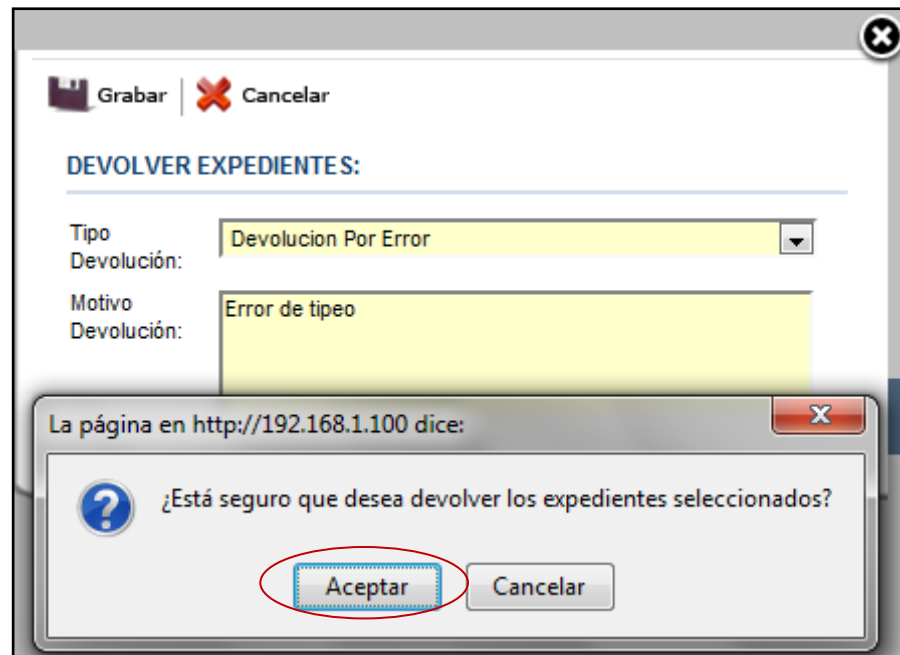 Grabar Cancelar
DEVOLVER EXPEDIENTES:
Tipo
Devolución:
Devolucion Por Error
Motivo
Devolución:
Error de tipeo
La página en http://192.168.1.100 dice:
¿Está seguro que desea devolver los expedientes seleccionados?
Aceptar Cancelar